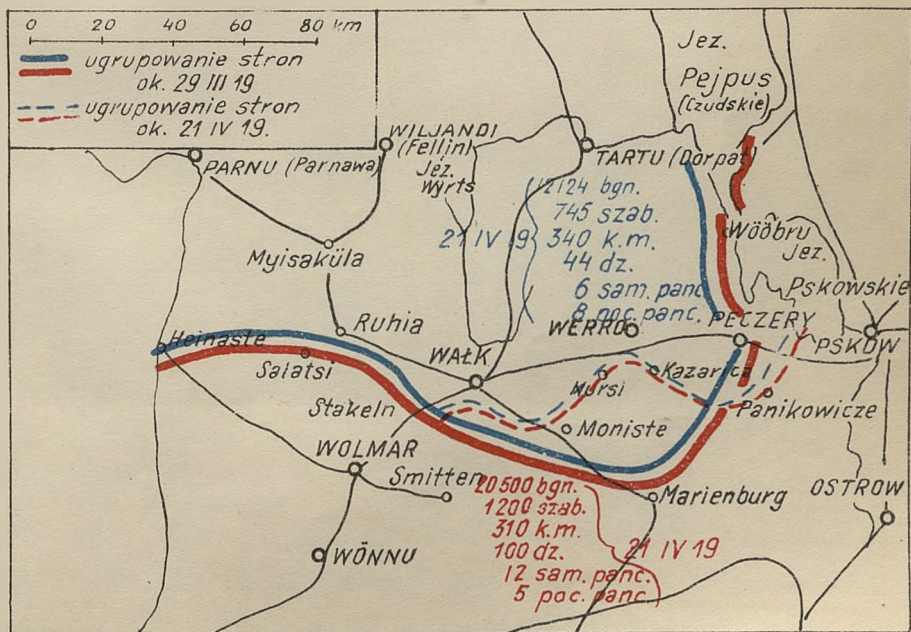 0 20 40 60 80 km
ugrupowanie stron
ok. 29 III 19
ugrupowanie stron
ok. 21 IV 19.
Jez.
Pejpus
(Czudskie)
WILJANDI
(Fellin)
PARNU (Parnawa)
Jez.
Wyrts
TARTU (Dorpat)
21 IV 19
12124 bgn.
745 szab.
340 k.m.
44 dz.
6 sam. panc.
8 poc. panc.
Wööbru
Jez.
Pskowskie
Myisaküla
Heinaste
Ruhia
WERRO
PECZERY
PSKÓW
Salatsi
WAŁK
Nursi
Kazarica
Stakeln
Moniste
Panikowicze
WOLMAR
Smitten
Marienburg
OSTROW
20500 bgn.
1200 szab.
310 k.m.
100 dz.
12 sam. panc.
5 poc. panc.
21 IV 19
WÖNNU